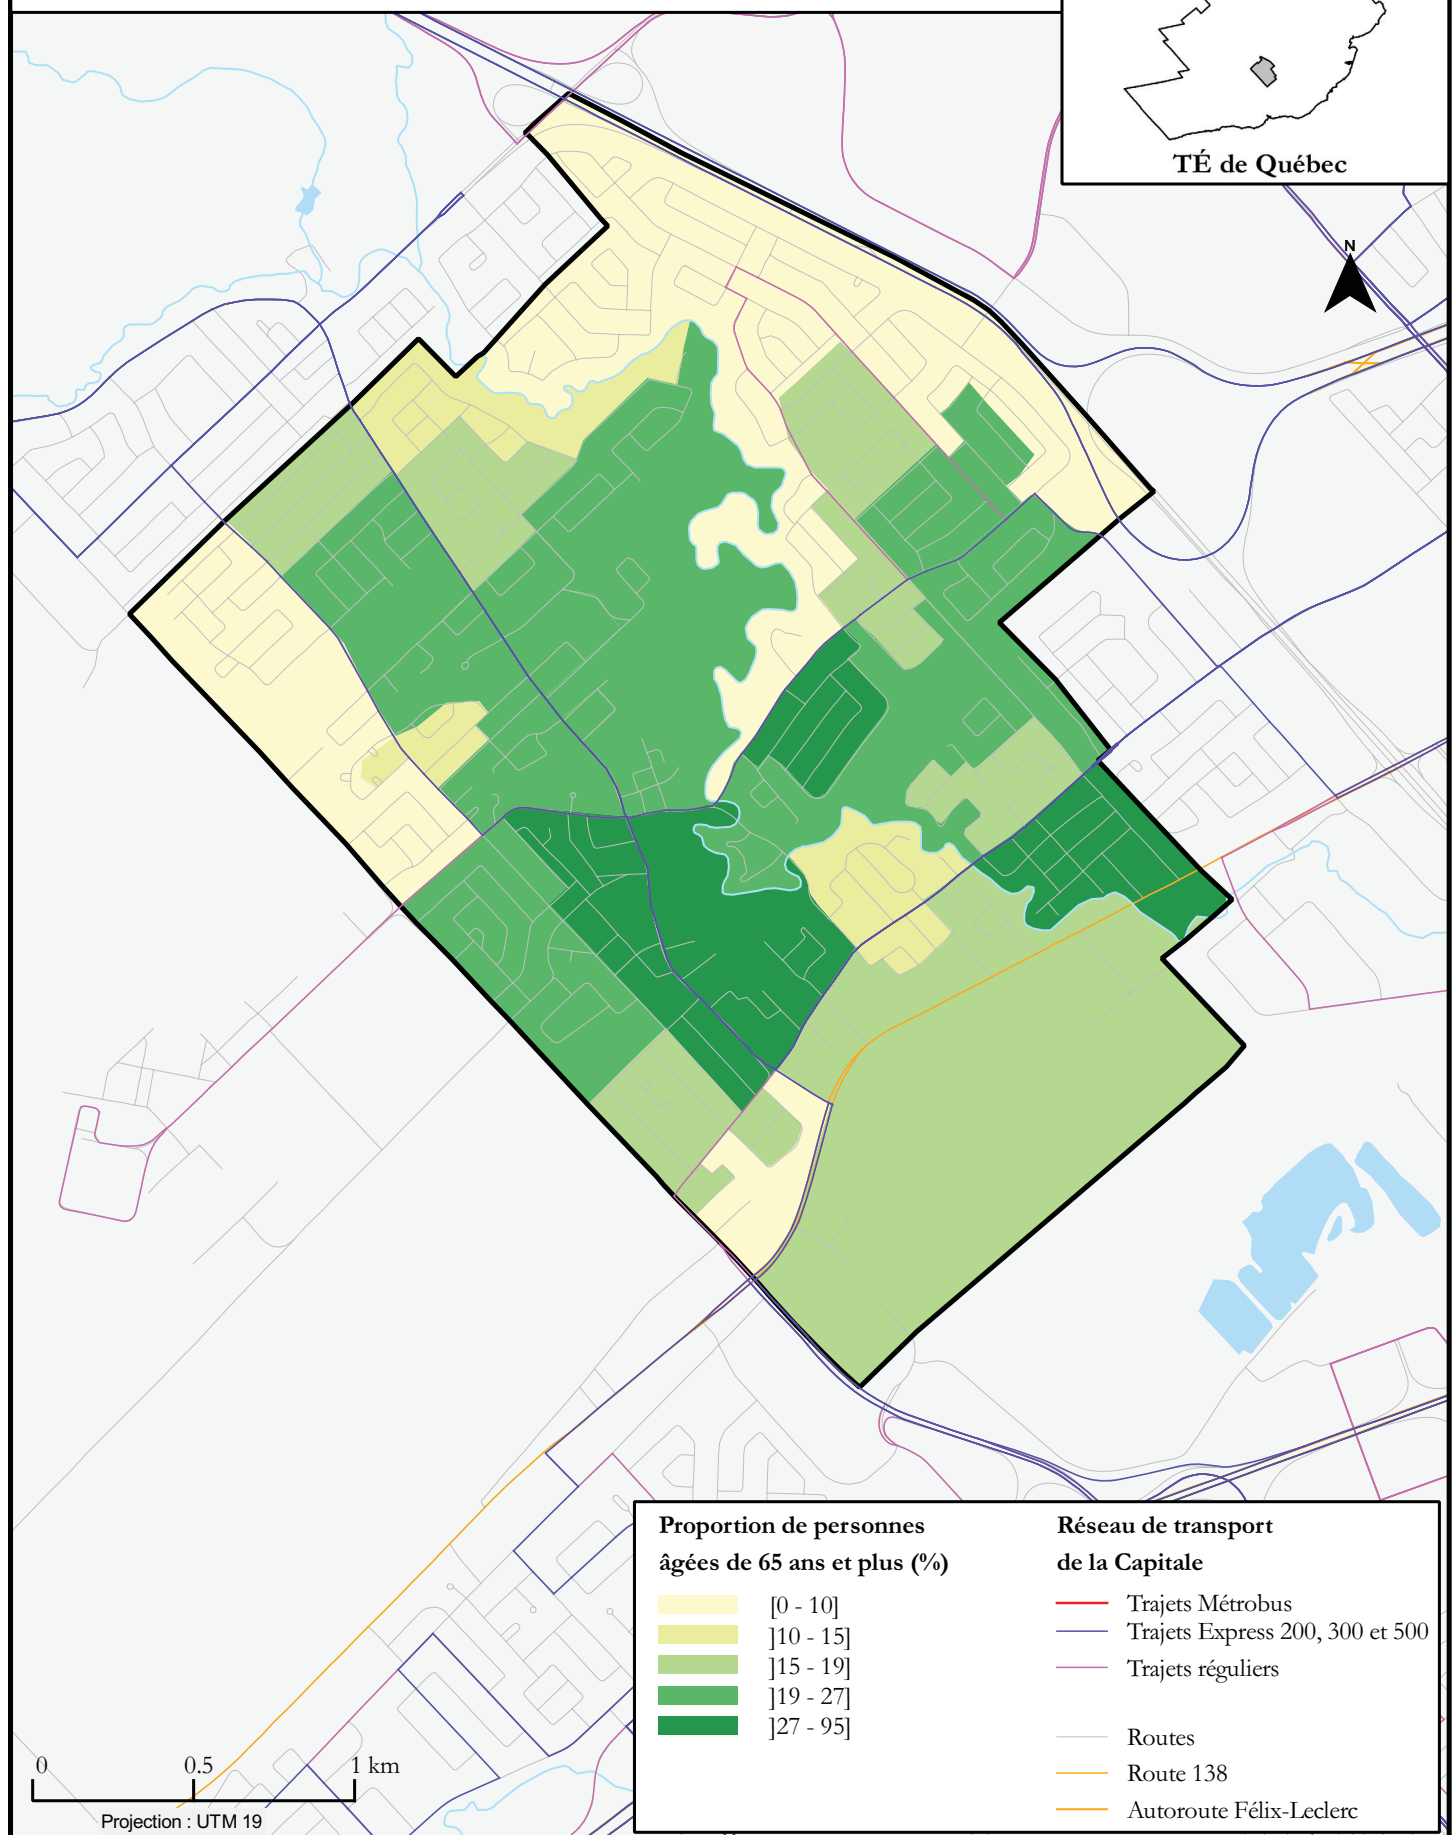 TÉ de Québec
N
Proportion de personnes
âgées de 65 ans et plus (%)
[0 - 10]
]10 - 15]
]15 - 19]
]19 - 27]
]27 - 95]
Réseau de transport
de la Capitale
Trajets Métrobus
Trajets Express 200, 300 et 500
Trajets réguliers
Routes
Route 138
Autoroute Félix-Leclerc
0 0.5 1 km
Projection : UTM 19